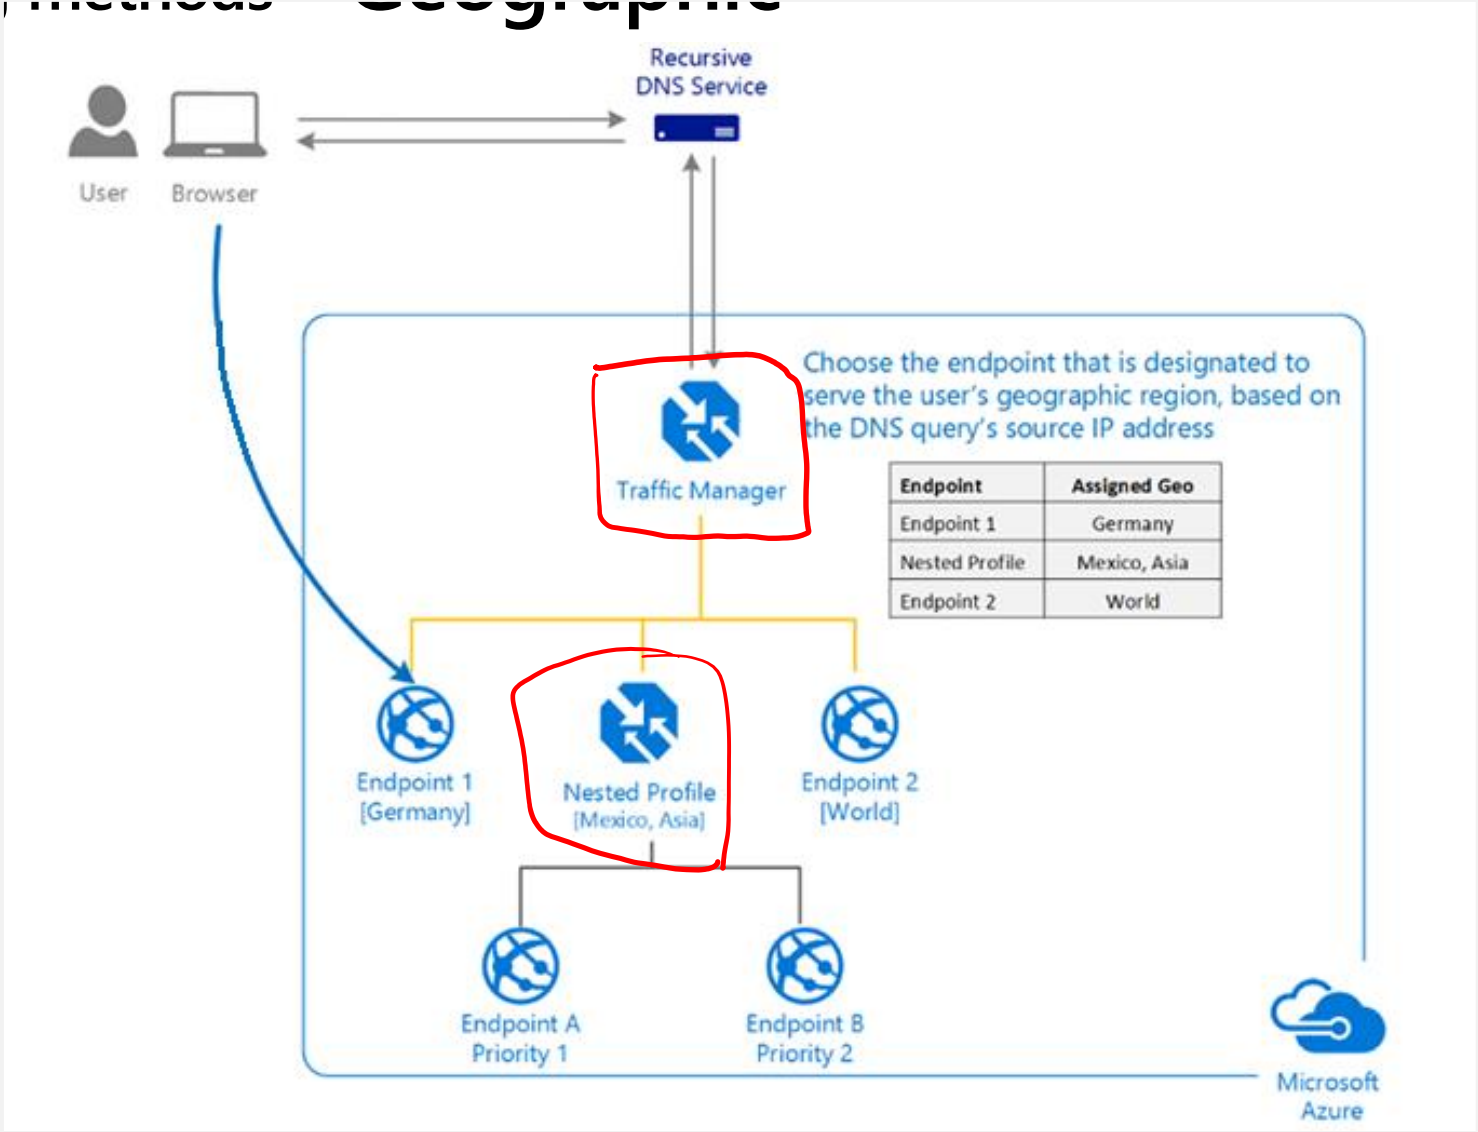 methods Geographic
Recursive
DNS Service
User Browser
Choose the endpoint that is designated to
serve the user's geographic region, based on
the DNS query's source IP address
Traffic Manager
Endpoint Assigned Geo
Endpoint 1 Germany
Nested Profile Mexico, Asia
Endpoint 2 World
Endpoint 1
[Germany]
Nested Profile
[Mexico, Asia]
Endpoint 2
[World]
Endpoint A
Priority 1
Endpoint B
Priority 2
Microsoft
Azure